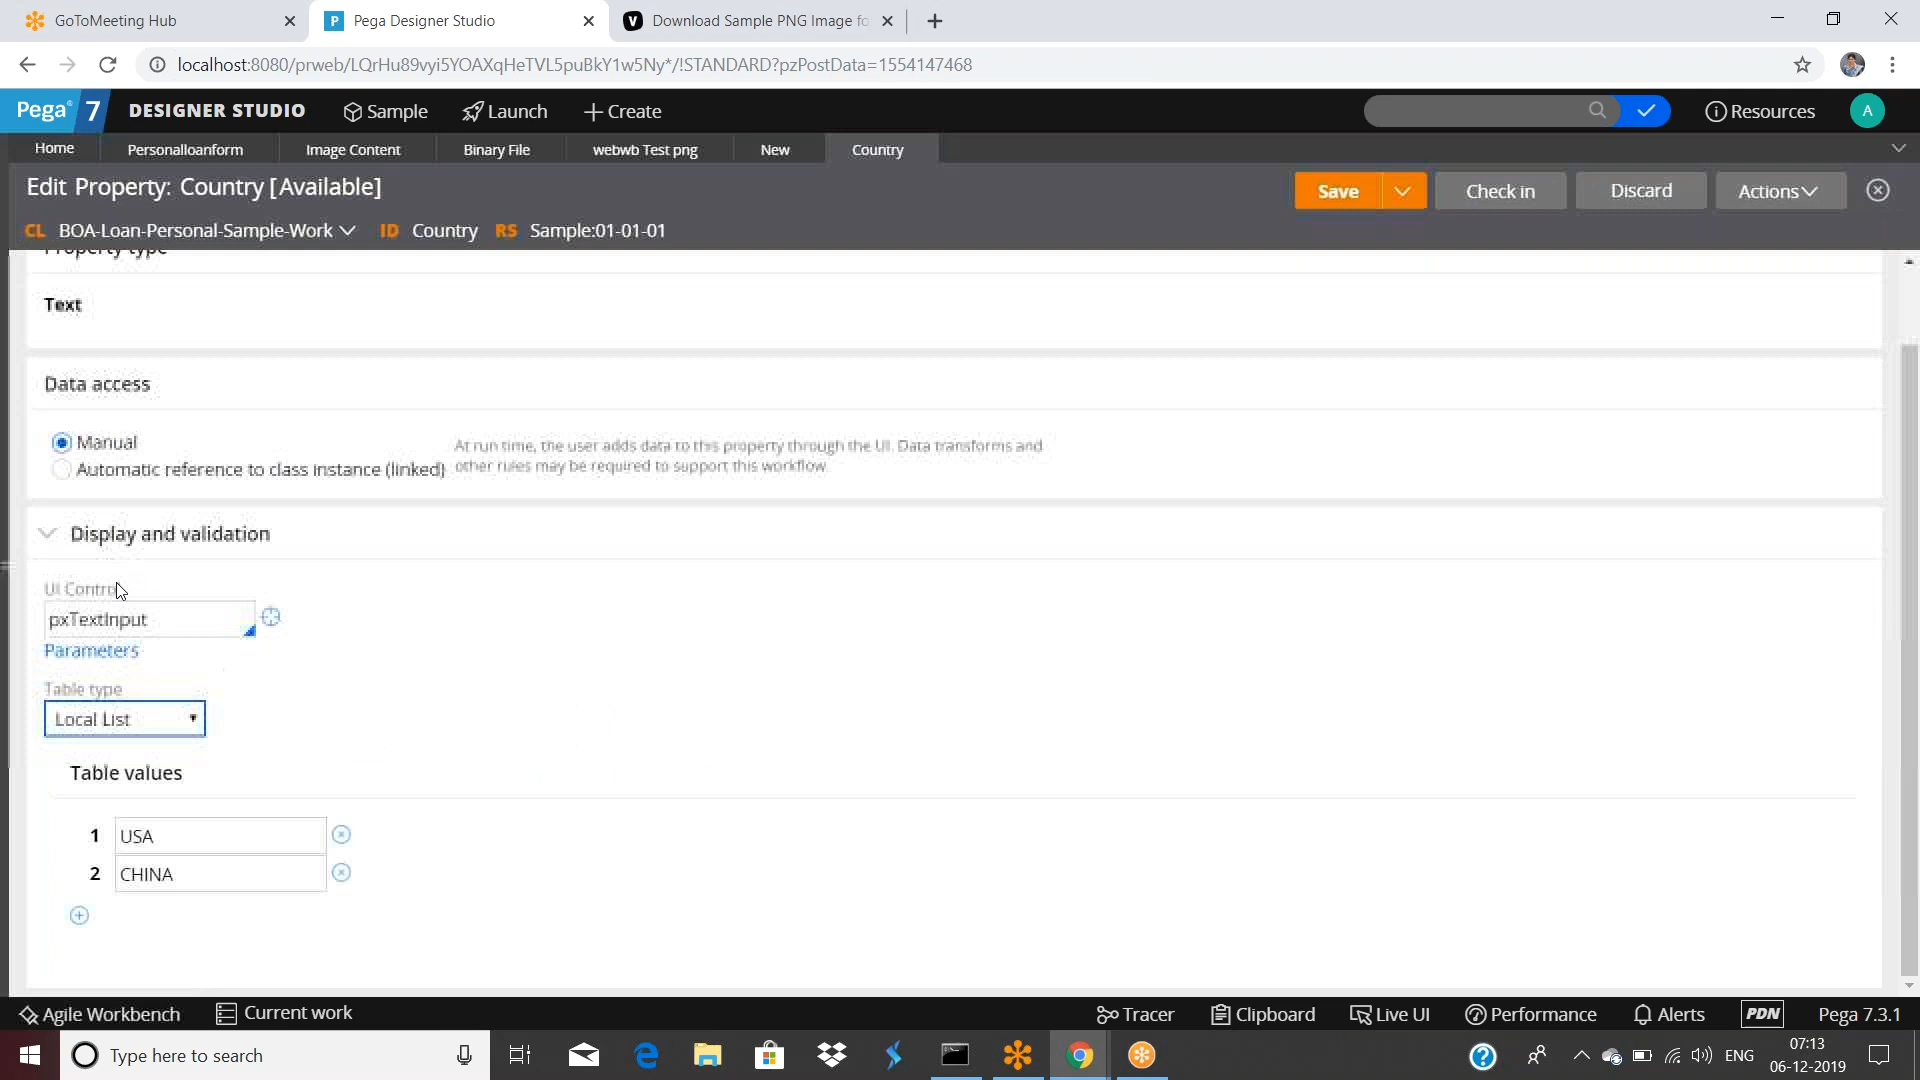 GoToMeeting Hub
Pega Designer Studio
Download Sample PNG Image fo
localhost:8080/prweb/LQrHu89vyi5YOAXqHeTVL5puBkY1w5Ny*/!STANDARD?pzPostData=1554147468
Pega 7 DESIGNER STUDIO Sample Launch Create Resources A
Home Personalloanform Image Content Binary File webwb Test png New Country
Edit Property: Country [Available]
Save Check in Discard Actions
CL BOA-Loan-Personal-Sample-Work ID Country RS Sample:01-01-01
Property type
Text
Data access
Manual
Automatic reference to class instance (linked)
At run time, the user adds data to this property through the UI. Data transforms and
other rules may be required to support this workflow.
Display and validation
UI Contro
pxTextInput
Parameters
Table type
Local List
Table values
1 USA
2 CHINA
Agile Workbench Current work Tracer Clipboard Live UI Performance Alerts PDN Pega 7.3.1
Type here to search
ENG
07:13
06-12-2019